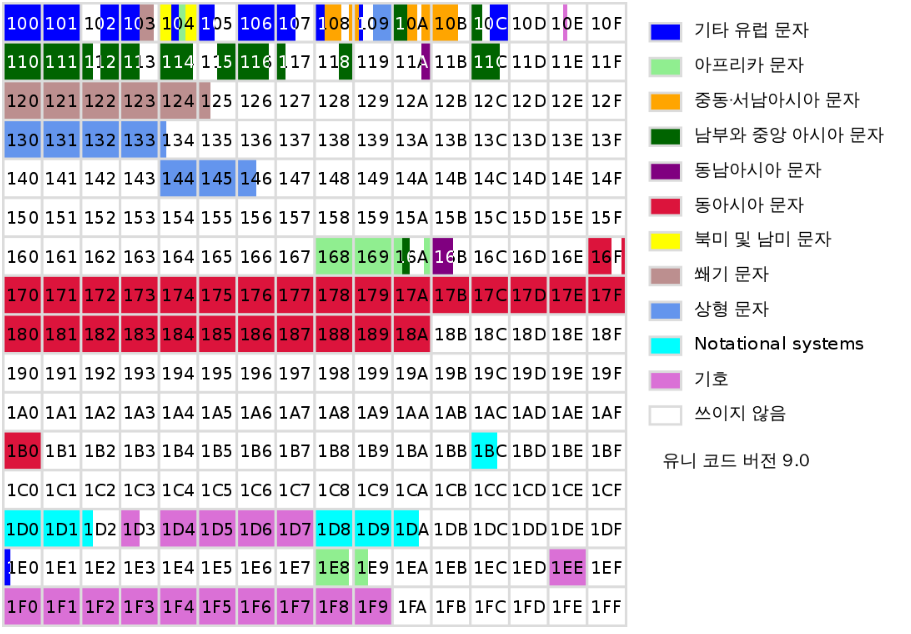 100 101 102 103 104 105 106 107 108 109 10A 10B 10C 10D 10E 10F
110 111 112 113 114 115 116 117 118 119 11A 11B 11C 11D 11E 11F
120 121 122 123 124 125 126 127 128 129 12A 12B 12C 12D 12E 12F
130 131 132 133 134 135 136 137 138 139 13A 13B 13C 13D 13E 13F
140 141 142 143 144 145 146 147 148 149 14A 14B 14C 14D 14E 14F
150 151 152 153 154 155 156 157 158 159 15A 15B 15C 15D 15E 15F
160 161 162 163 164 165 166 167 168 169 16A 16B 16C 16D 16E 16F
170 171 172 173 174 175 176 177 178 179 17A 17B 17C 17D 17E 17F
180 181 182 183 184 185 186 187 188 189 18A 18B 18C 18D 18E 18F
190 191 192 193 194 195 196 197 198 199 19A 19B 19C 19D 19E 19F
1A0 1A1 1A2 1A3 1A4 1A5 1A6 1A7 1A8 1A9 1AA 1AB 1AC 1AD 1AE 1AF
1B0 1B1 1B2 1B3 1B4 1B5 1B6 1B7 1B8 1B9 1BA 1BB 1BC 1BD 1BE 1BF
1C0 1C1 1C2 1C3 1C4 1C5 1C6 1C7 1C8 1C9 1CA 1CB 1CC 1CD 1CE 1CF
1D0 1D1 1D2 1D3 1D4 1D5 1D6 1D7 1D8 1D9 1DA 1DB 1DC 1DD 1DE 1DF
1E0 1E1 1E2 1E3 1E4 1E5 1E6 1E7 1E8 1E9 1EA 1EB 1EC 1ED 1EE 1EF
1F0 1F1 1F2 1F3 1F4 1F5 1F6 1F7 1F8 1F9 1FA 1FB 1FC 1FD 1FE 1FF
기타 유럽 문자
아프리카 문자
중동·서남아시아 문자
남부와 중앙 아시아 문자
동남아시아 문자
동아시아 문자
북미 및 남미 문자
쐐기 문자
상형 문자
Notational systems
기호
쓰이지 않음
유니 코드 버전 9.0